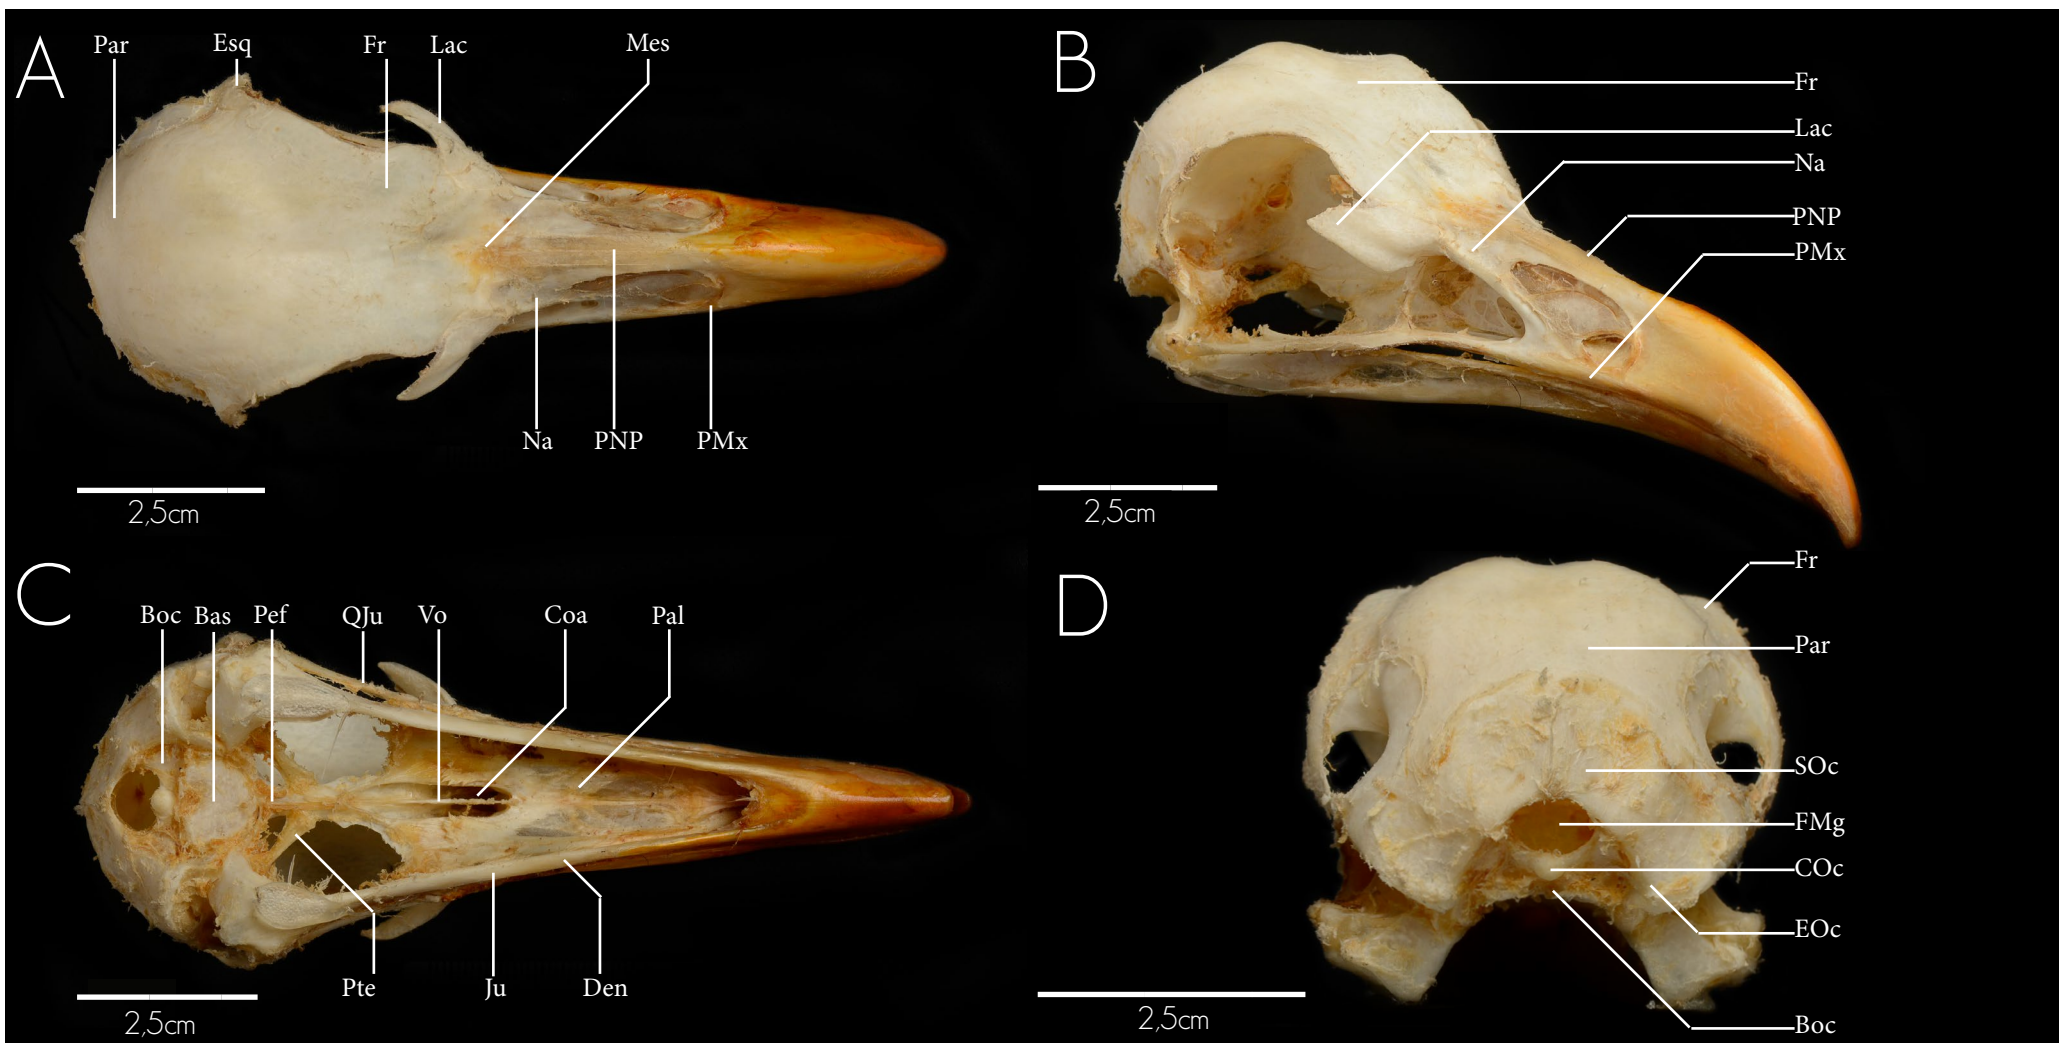 A
Par
Esq
Fr
Lac
Mes
Na
PNP
PMx
2,5cm
B
Fr
Lac
Na
PNP
PMx
2,5cm
C
Boc
Bas
Pef
QJu
Vo
Coa
Pal
Pte
Ju
Den
2,5cm
D
Fr
Par
SOc
FMg
COc
EOc
Boc
2,5cm